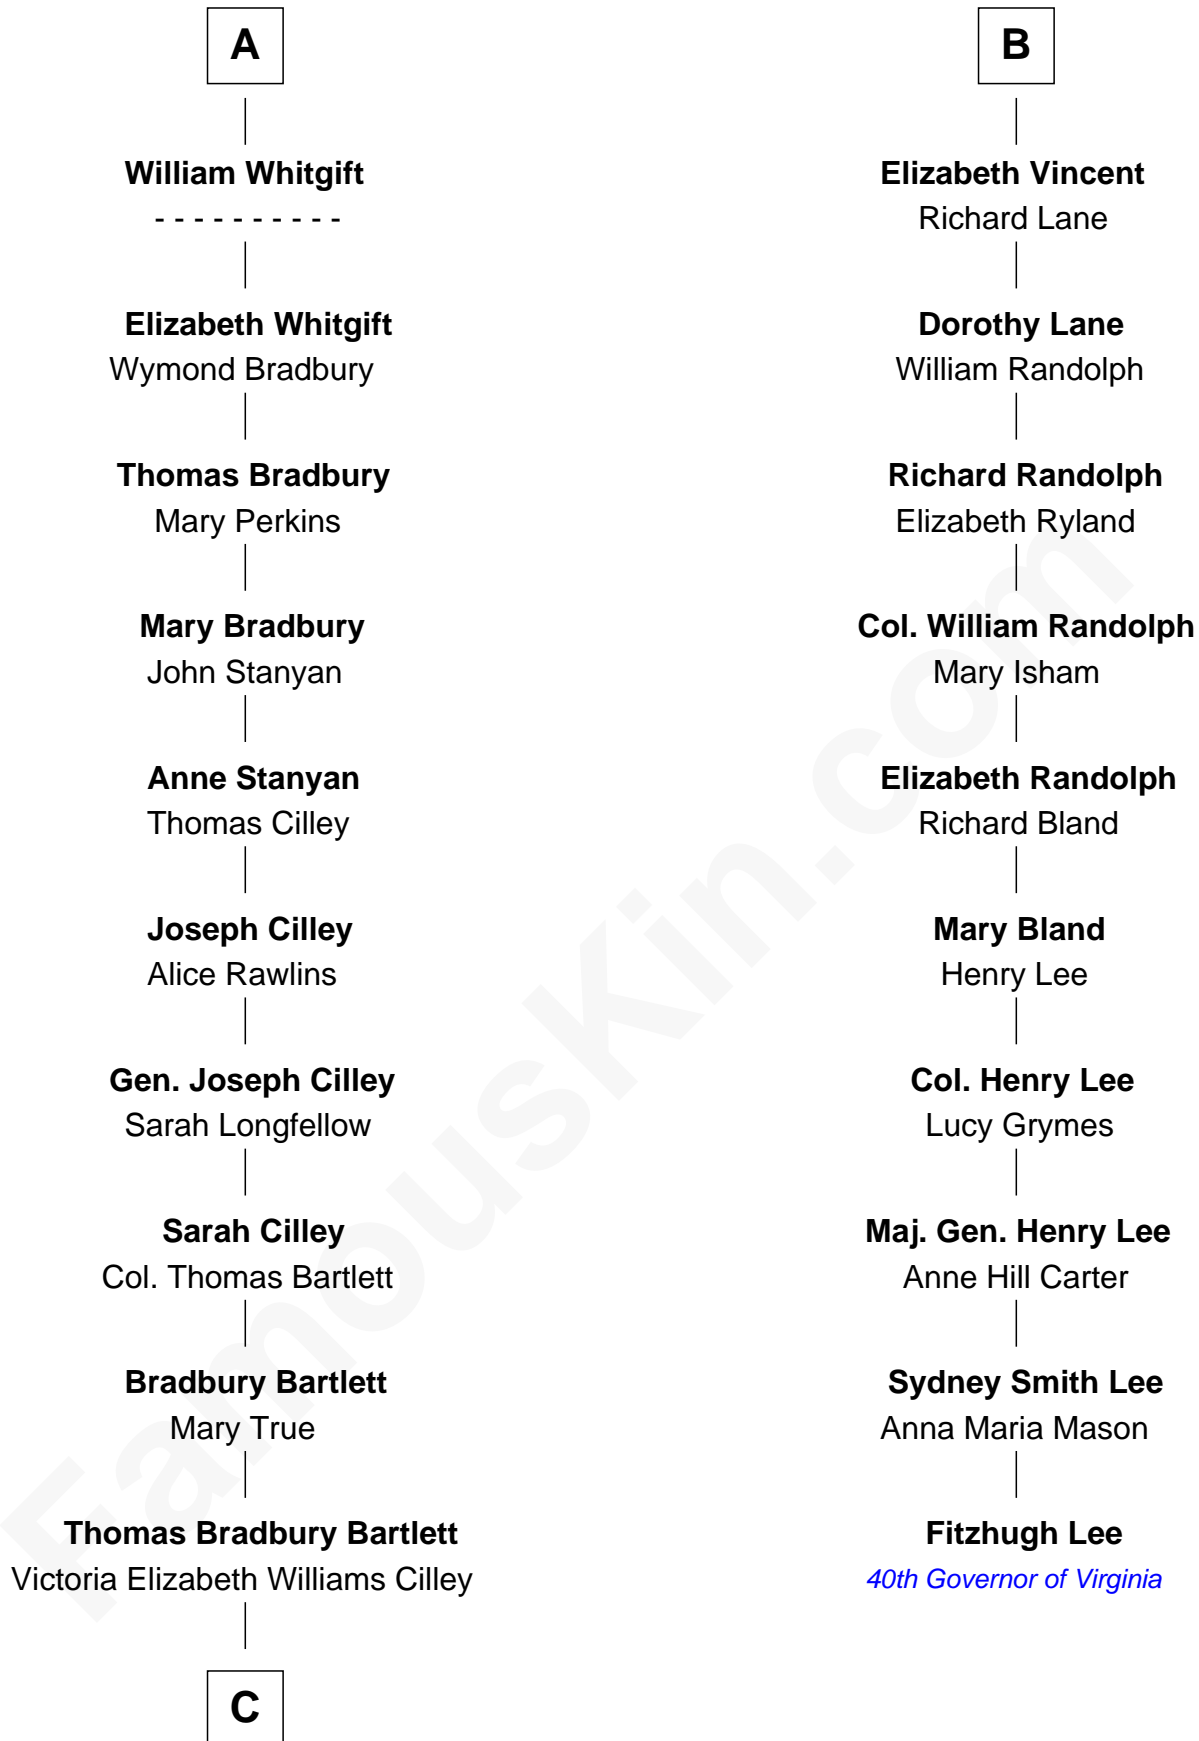 A
William Whitgift
- - - - - - - - - -
Elizabeth Whitgift
Wymond Bradbury
Thomas Bradbury
Mary Perkins
Mary Bradbury
John Stanyan
Anne Stanyan
Thomas Cilley
Joseph Cilley
Alice Rawlins
Gen. Joseph Cilley
Sarah Longfellow
Sarah Cilley
Col. Thomas Bartlett
Bradbury Bartlett
Mary True
Thomas Bradbury Bartlett
Victoria Elizabeth Williams Cilley
C
B
Elizabeth Vincent
Richard Lane
Dorothy Lane
William Randolph
Richard Randolph
Elizabeth Ryland
Col. William Randolph
Mary Isham
Elizabeth Randolph
Richard Bland
Mary Bland
Henry Lee
Col. Henry Lee
Lucy Grymes
Maj. Gen. Henry Lee
Anne Hill Carter
Sydney Smith Lee
Anna Maria Mason
Fitzhugh Lee
40th Governor of Virginia
FamousKin.com